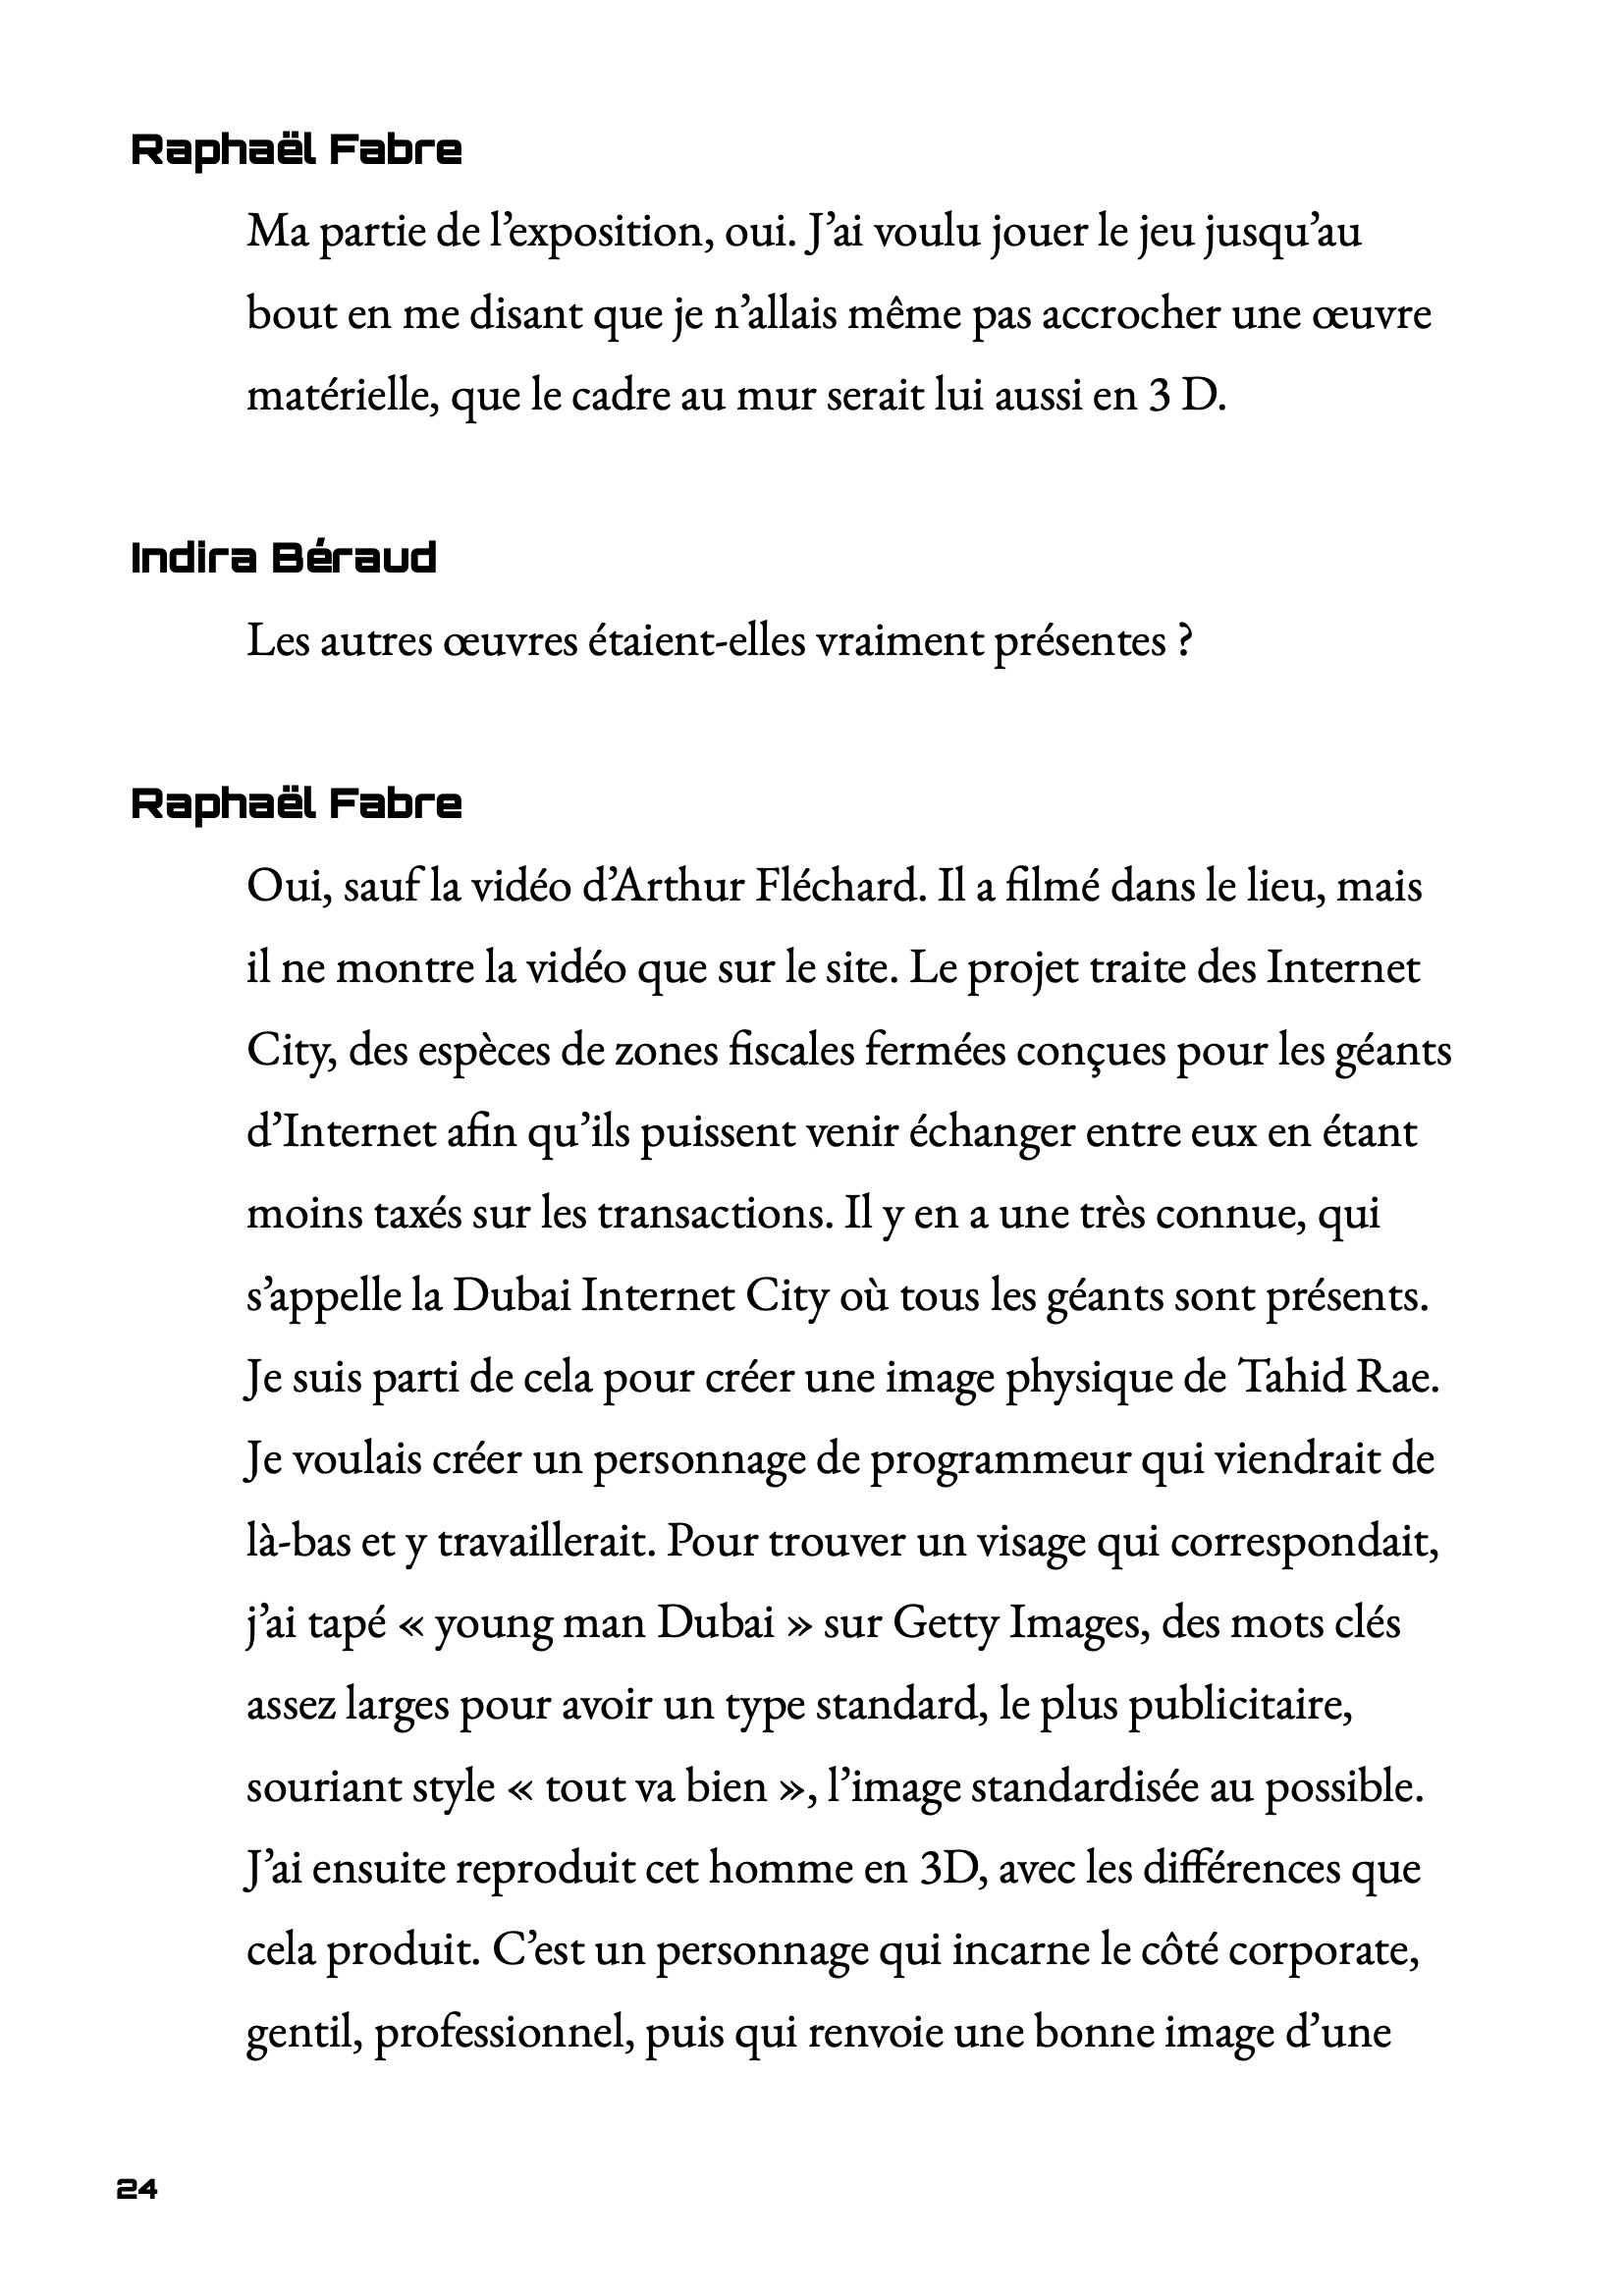 Raphaël Fabre
Ma partie de l’exposition, oui. J’ai voulu jouer le jeu jusqu’au
bout en me disant que je n’allais même pas accrocher une œuvre
matérielle, que le cadre au mur serait lui aussi en 3 D.
Indira Béraud
Les autres œuvres étaient-elles vraiment présentes ?
Raphaël Fabre
Oui, sauf la vidéo d’Arthur Fléchard. Il a filmé dans le lieu, mais
il ne montre la vidéo que sur le site. Le projet traite des Internet
City, des espèces de zones fiscales fermées conçues pour les géants
d’Internet afin qu’ils puissent venir échanger entre eux en étant
moins taxés sur les transactions. Il y en a une très connue, qui
s’appelle la Dubai Internet City où tous les géants sont présents.
Je suis parti de cela pour créer une image physique de Tahid Rae.
Je voulais créer un personnage de programmeur qui viendrait de
là-bas et y travaillerait. Pour trouver un visage qui correspondait,
j’ai tapé « young man Dubai » sur Getty Images, des mots clés
assez larges pour avoir un type standard, le plus publicitaire,
souriant style « tout va bien », l’image standardisée au possible.
J’ai ensuite reproduit cet homme en 3D, avec les différences que
cela produit. C’est un personnage qui incarne le côté corporate,
gentil, professionnel, puis qui renvoie une bonne image d’une
24